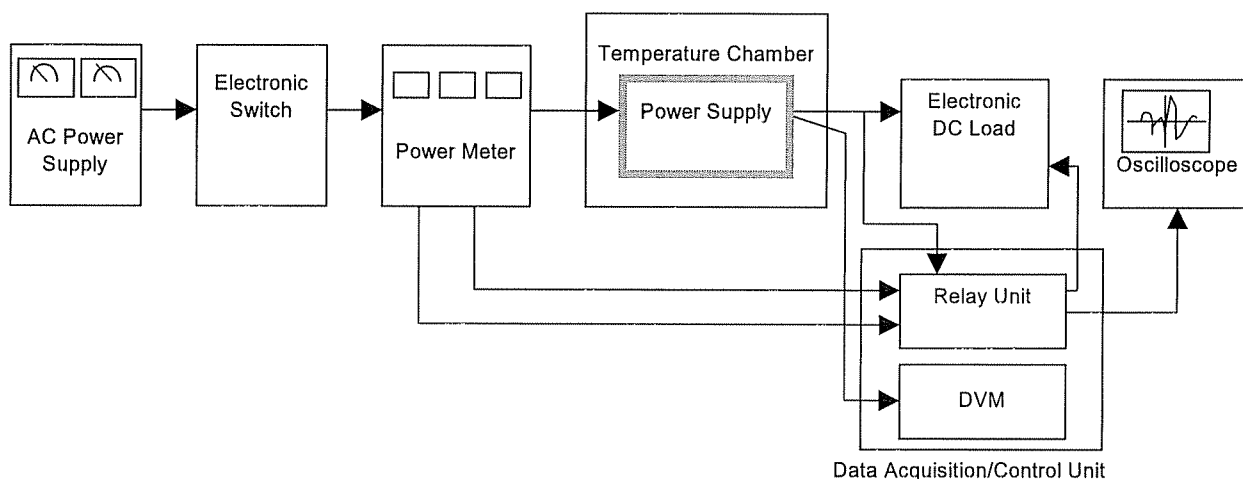 AC Power
Supply
Electronic
Switch
Power Meter
Temperature Chamber
Power Supply
Electronic
DC Load
Oscilloscope
Relay Unit
DVM
Data Acquisition/Control Unit